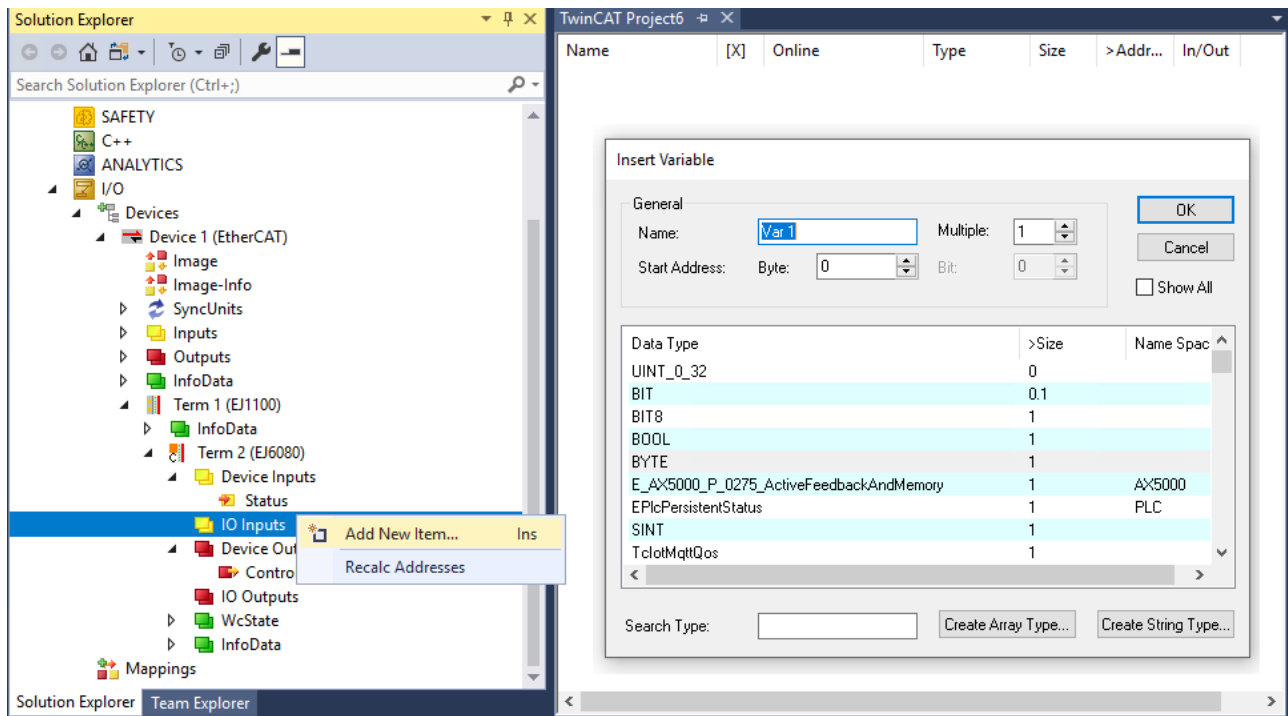 Solution Explorer
Search Solution Explorer (Ctrl+;)
SAFETY
C++
ANALYTICS
I/O
Devices
Device 1 (EtherCAT)
Image
Image-Info
SyncUnits
Inputs
Outputs
InfoData
Term 1 (EJ1100)
InfoData
Term 2 (EJ6080)
Device Inputs
Status
IO Inputs
Device Out
Contro
IO Outputs
WcState
InfoData
Mappings
Solution Explorer Team Explorer
Add New Item... Ins
Recalc Addresses
TwinCAT Project6
Name [X] Online Type Size >Addr... In/Out
Insert Variable
General
Name: Var 1 Multiple: 1
Start Address: Byte: 0 Bit: 0
OK
Cancel
Show All
Data Type >Size Name Spac
UINT_0_32 0
BIT 0.1
BIT8 1
BOOL 1
BYTE 1
E_AX5000_P_0275_ActiveFeedbackAndMemory 1 AX5000
EPlcPersistentStatus 1 PLC
SINT 1
TcIotMqttQos 1
Search Type: Create Array Type... Create String Type...